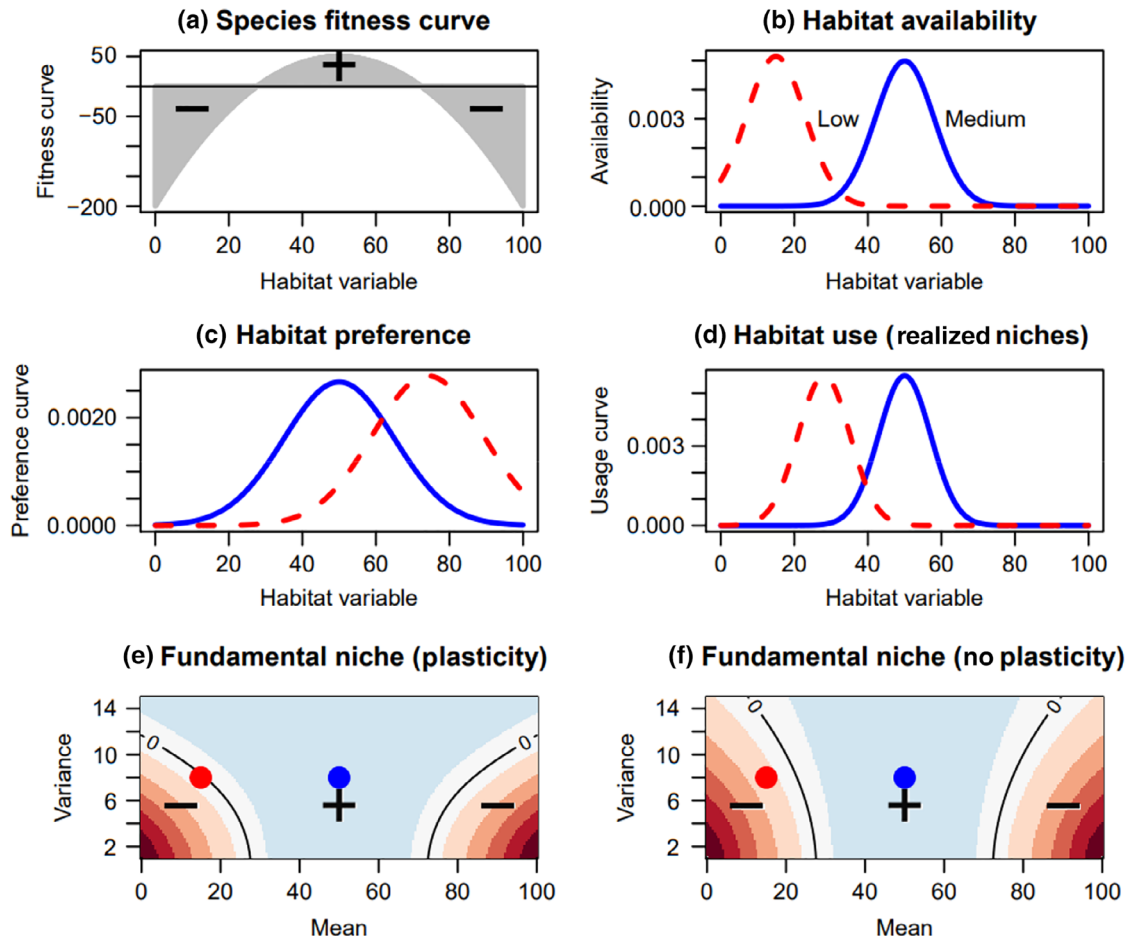 (a) Species fitness curve
Fitness curve
50
−50
−200
0 20 40 60 80 100
Habitat variable
(b) Habitat availability
Availability
0.003
0.000
Low
Medium
0 20 40 60 80 100
Habitat variable
(c) Habitat preference
Preference curve
0.0020
0.0000
0 20 40 60 80 100
Habitat variable
(d) Habitat use (realized niches)
Usage curve
0.003
0.000
0 20 40 60 80 100
Habitat variable
(e) Fundamental niche (plasticity)
Variance
14
10
6
2
0
0
0 20 40 60 80 100
Mean
(f) Fundamental niche (no plasticity)
Variance
14
10
6
2
0
0
0 20 40 60 80 100
Mean